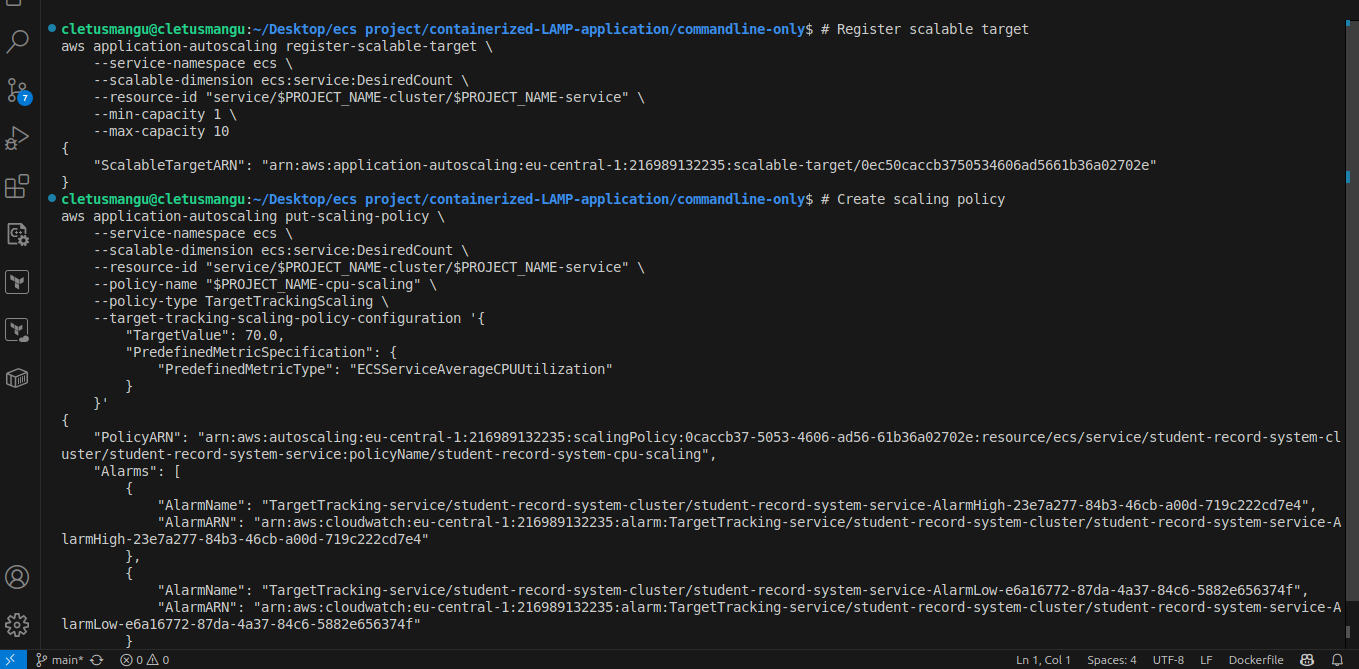 cletusmangu@cletusmangu:~/Desktop/ecs project/containerized-LAMP-application/commandline-only$ # Register scalable target
aws application-autoscaling register-scalable-target \
    --service-namespace ecs \
    --scalable-dimension ecs:service:DesiredCount \
    --resource-id "service/$PROJECT_NAME-cluster/$PROJECT_NAME-service" \
    --min-capacity 1 \
    --max-capacity 10
{
    "ScalableTargetARN": "arn:aws:application-autoscaling:eu-central-1:216989132235:scalable-target/0ec50caccb3750534606ad5661b36a02702e"
}
7
cletusmangu@cletusmangu:~/Desktop/ecs project/containerized-LAMP-application/commandline-only$ # Create scaling policy
aws application-autoscaling put-scaling-policy \
    --service-namespace ecs \
    --scalable-dimension ecs:service:DesiredCount \
    --resource-id "service/$PROJECT_NAME-cluster/$PROJECT_NAME-service" \
    --policy-name "$PROJECT_NAME-cpu-scaling" \
    --policy-type TargetTrackingScaling \
    --target-tracking-scaling-policy-configuration '{
        "TargetValue": 70.0,
        "PredefinedMetricSpecification": {
            "PredefinedMetricType": "ECSServiceAverageCPUUtilization"
        }
    }'
{
    "PolicyARN": "arn:aws:autoscaling:eu-central-1:216989132235:scalingPolicy:0caccb37-5053-4606-ad56-61b36a02702e:resource/ecs/service/student-record-system-cl
uster/student-record-system-service:policyName/student-record-system-cpu-scaling",
    "Alarms": [
        {
            "AlarmName": "TargetTracking-service/student-record-system-cluster/student-record-system-service-AlarmHigh-23e7a277-84b3-46cb-a00d-719c222cd7e4",
            "AlarmARN": "arn:aws:cloudwatch:eu-central-1:216989132235:alarm:TargetTracking-service/student-record-system-cluster/student-record-system-service-A
larmHigh-23e7a277-84b3-46cb-a00d-719c222cd7e4"
        },
        {
            "AlarmName": "TargetTracking-service/student-record-system-cluster/student-record-system-service-AlarmLow-e6a16772-87da-4a37-84c6-5882e656374f",
            "AlarmARN": "arn:aws:cloudwatch:eu-central-1:216989132235:alarm:TargetTracking-service/student-record-system-cluster/student-record-system-service-A
larmLow-e6a16772-87da-4a37-84c6-5882e656374f"
        }
main* 0 0 Ln 1, Col 1 Spaces: 4 UTF-8 LF Dockerfile